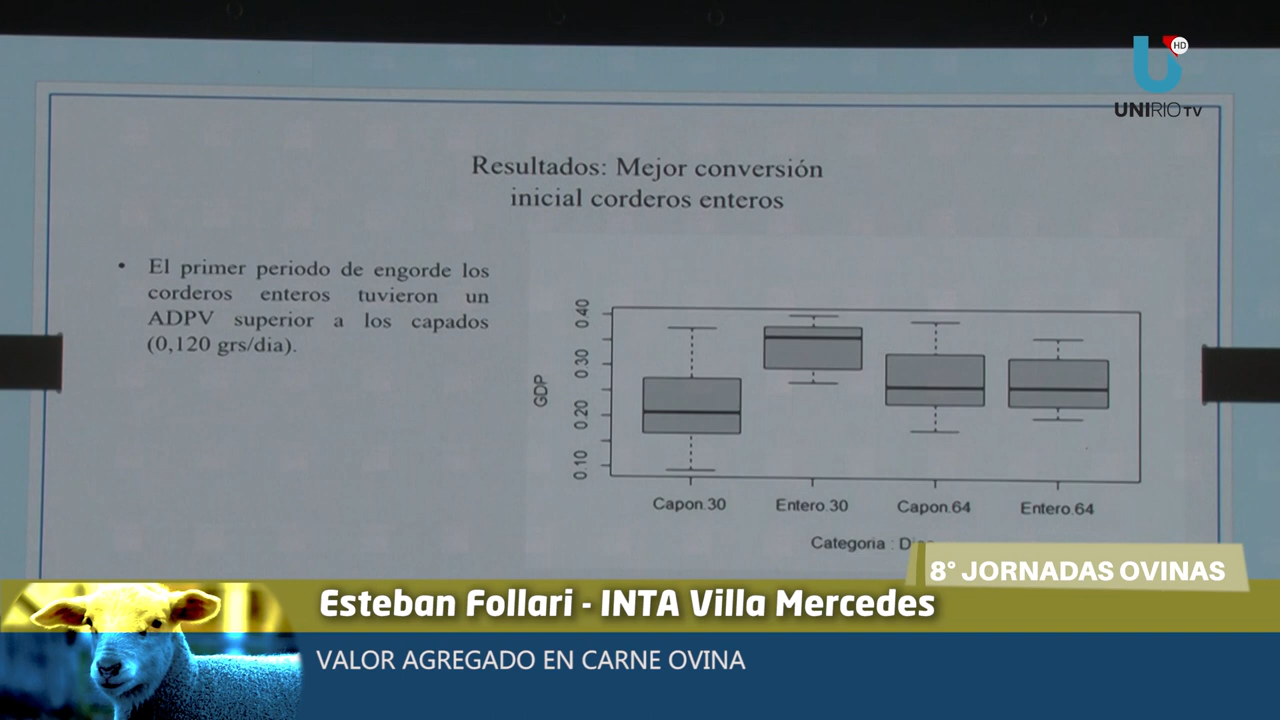 HD
UNIRIO TV
Resultados: Mejor conversión
inicial corderos enteros
• El primer periodo de engorde los
corderos enteros tuvieron un
ADPV superior a los capados
(0,120 grs/dia).
GDP
0.10 0.20 0.30 0.40
Capon.30 Entero.30 Capon.64 Entero.64
Categoria :
8° JORNADAS OVINAS
Esteban Follari - INTA Villa Mercedes
VALOR AGREGADO EN CARNE OVINA